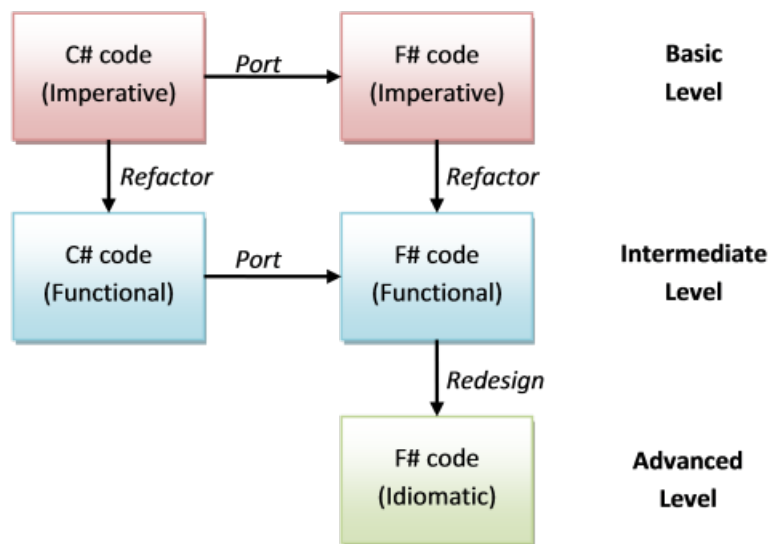 C# code
(Imperative)
Port
F# code
(Imperative)
Basic
Level
Refactor
Refactor
C# code
(Functional)
Port
F# code
(Functional)
Intermediate
Level
Redesign
F# code
(Idiomatic)
Advanced
Level